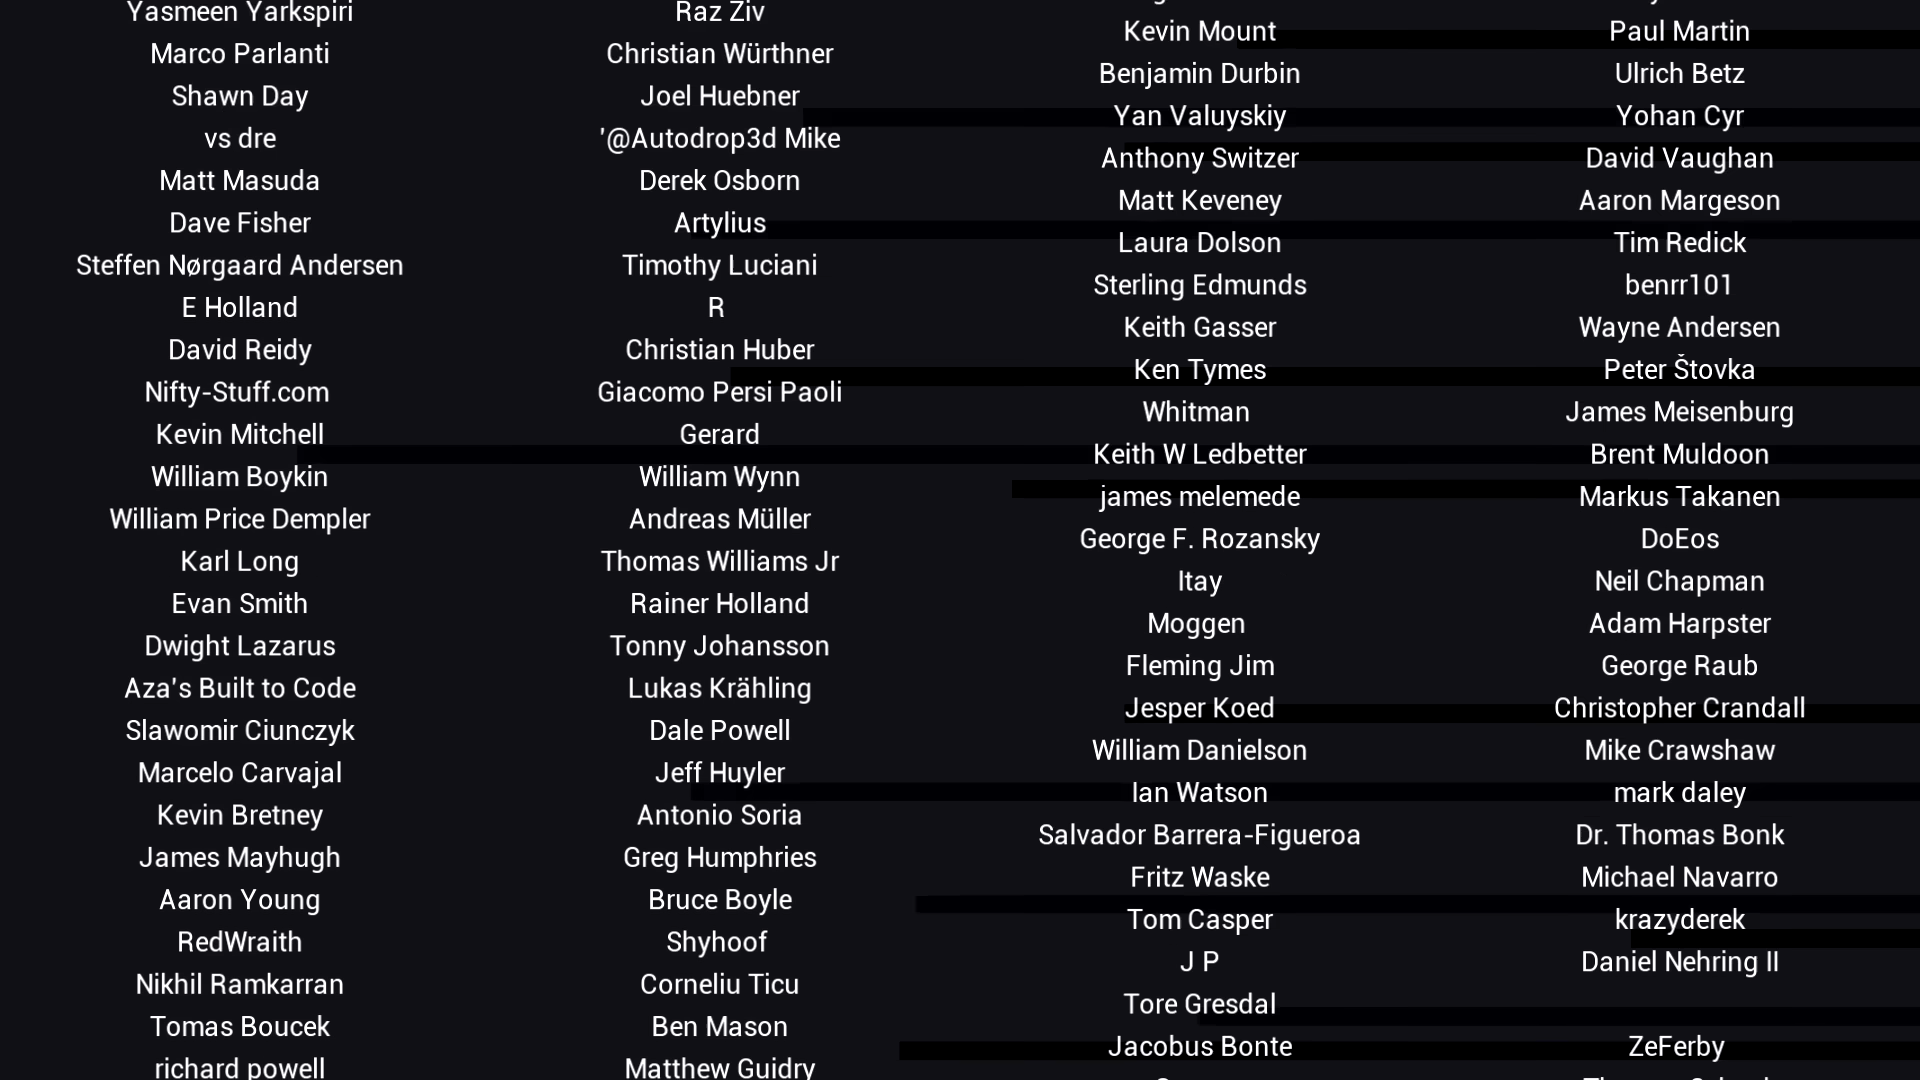 Yasmeen Yarkspiri
Marco Parlanti
Shawn Day
vs dre
Matt Masuda
Dave Fisher
Steffen Nørgaard Andersen
E Holland
David Reidy
Nifty-Stuff.com
Kevin Mitchell
William Boykin
William Price Dempler
Karl Long
Evan Smith
Dwight Lazarus
Aza's Built to Code
Slawomir Ciunczyk
Marcelo Carvajal
Kevin Bretney
James Mayhugh
Aaron Young
RedWraith
Nikhil Ramkarran
Tomas Boucek
richard powell
Raz Ziv
Christian Würthner
Joel Huebner
'@Autodrop3d Mike
Derek Osborn
Artylius
Timothy Luciani
R
Christian Huber
Giacomo Persi Paoli
Gerard
William Wynn
Andreas Müller
Thomas Williams Jr
Rainer Holland
Tonny Johansson
Lukas Krähling
Dale Powell
Jeff Huyler
Antonio Soria
Greg Humphries
Bruce Boyle
Shyhoof
Corneliu Ticu
Ben Mason
Matthew Guidry
Kevin Mount
Benjamin Durbin
Yan Valuyskiy
Anthony Switzer
Matt Keveney
Laura Dolson
Sterling Edmunds
Keith Gasser
Ken Tymes
Whitman
Keith W Ledbetter
james melemede
George F. Rozansky
Itay
Moggen
Fleming Jim
Jesper Koed
William Danielson
Ian Watson
Salvador Barrera-Figueroa
Fritz Waske
Tom Casper
J P
Tore Gresdal
Jacobus Bonte
Paul Martin
Ulrich Betz
Yohan Cyr
David Vaughan
Aaron Margeson
Tim Redick
benrr101
Wayne Andersen
Peter Štovka
James Meisenburg
Brent Muldoon
Markus Takanen
DoEos
Neil Chapman
Adam Harpster
George Raub
Christopher Crandall
Mike Crawshaw
mark daley
Dr. Thomas Bonk
Michael Navarro
krazyderek
Daniel Nehring II
ZeFerby